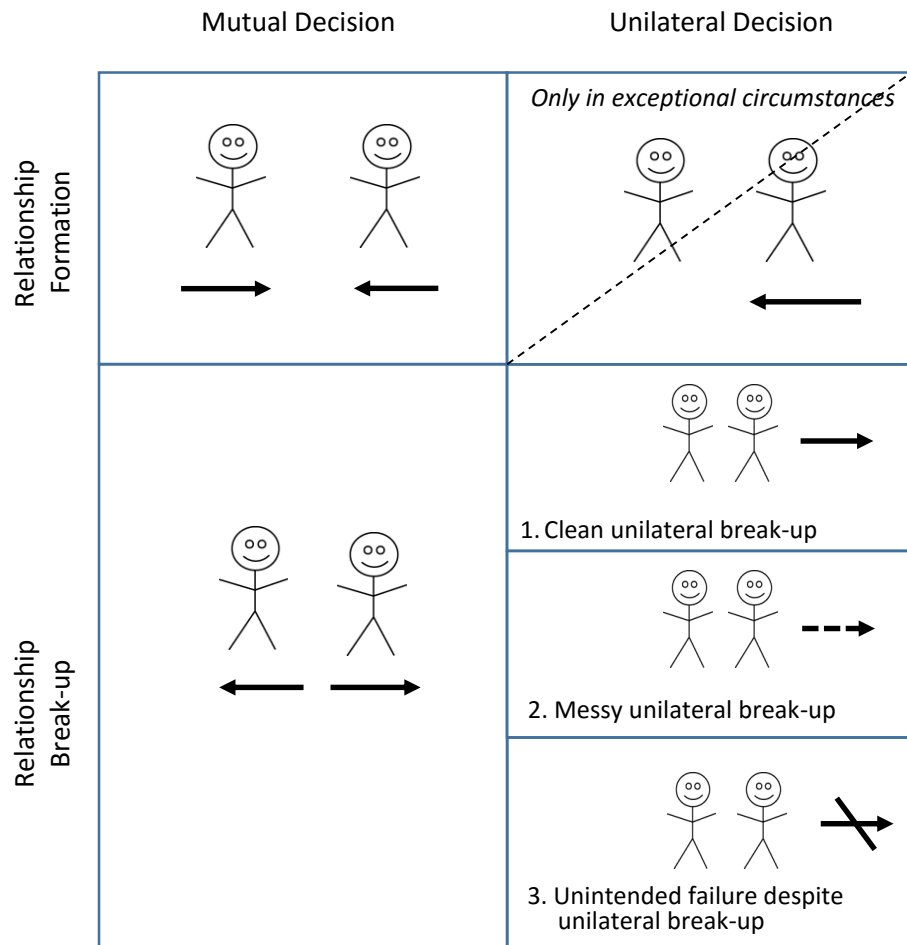 Mutual Decision
Unilateral Decision
Relationship
Formation
Only in exceptional circumstances
Relationship
Break-up
1. Clean unilateral break-up
2. Messy unilateral break-up
3. Unintended failure despite
unilateral break-up